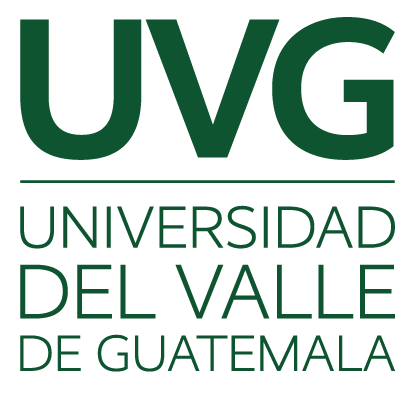 UVG
UNIVERSIDAD
DEL VALLE
DE GUATEMALA